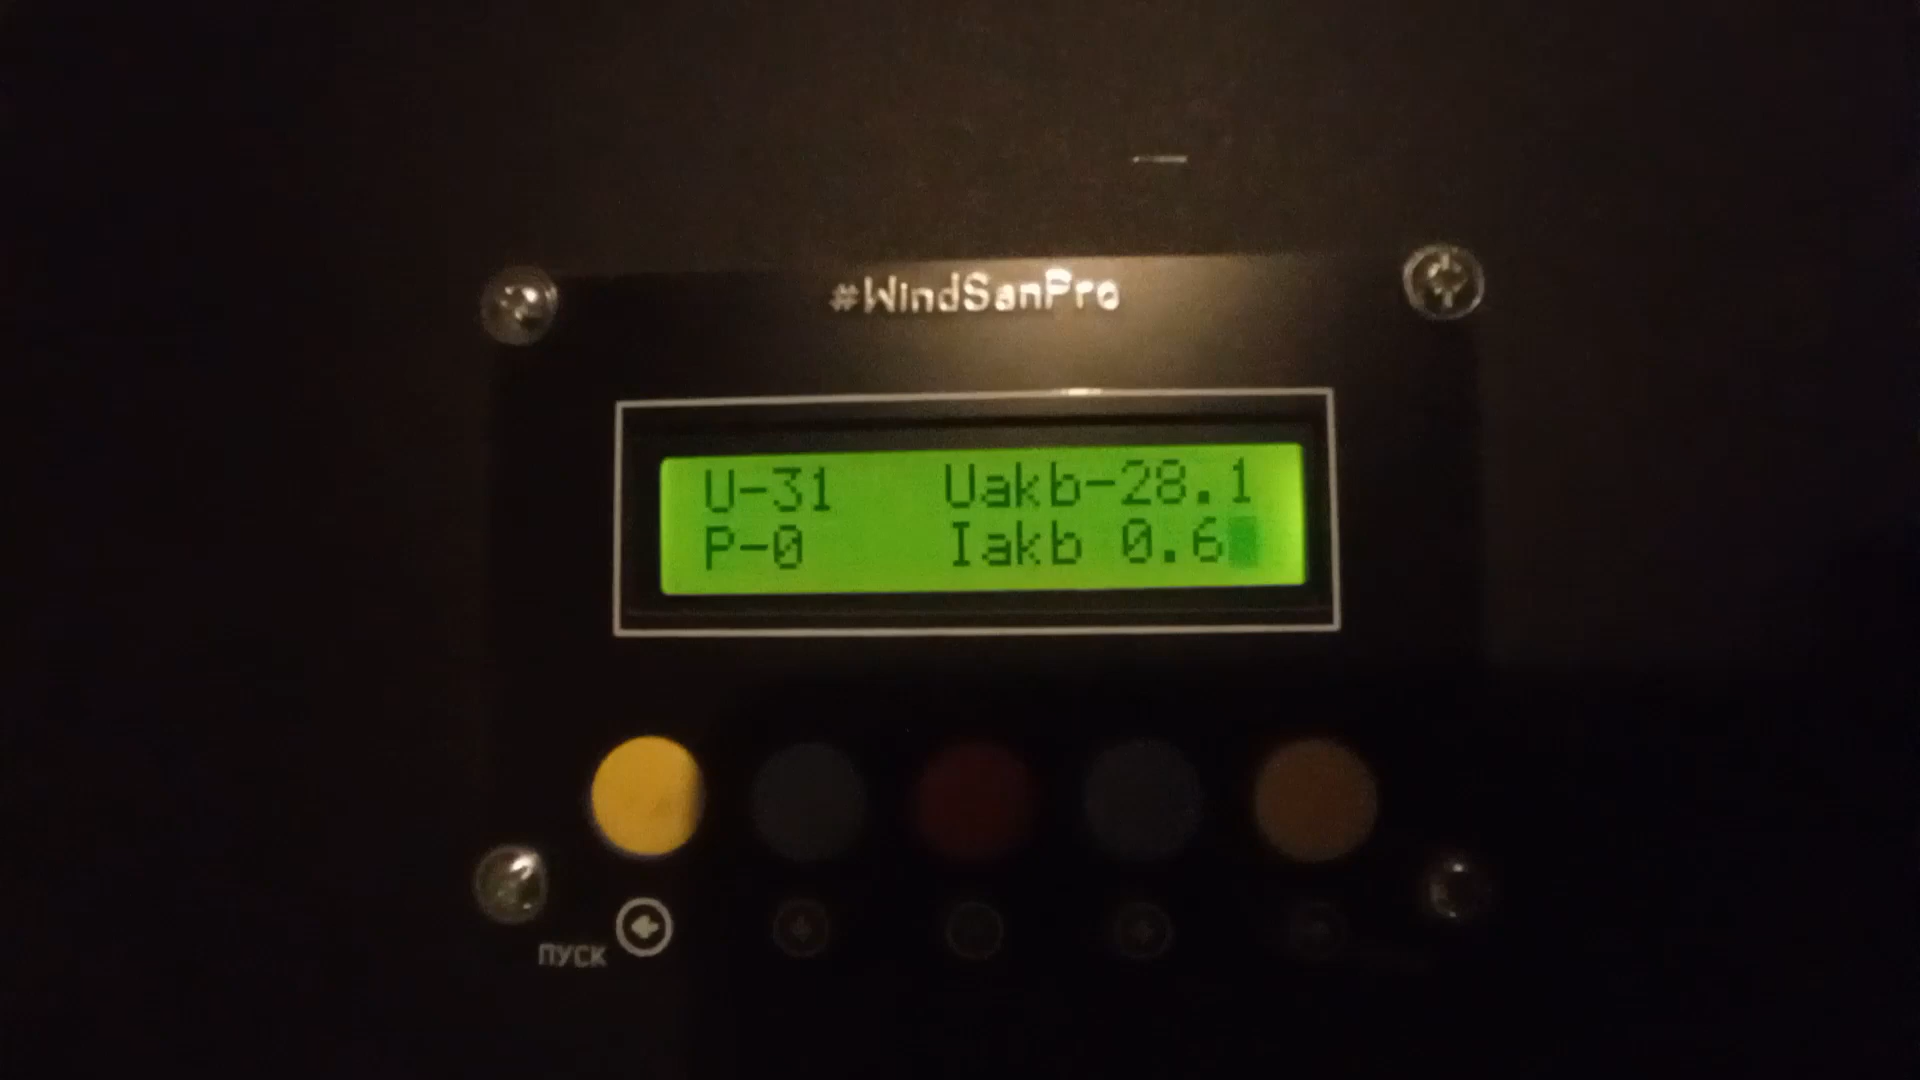 #WindSanPro
U-31 Uakb-28.1
P-0 Iakb 0.6
ПУСК